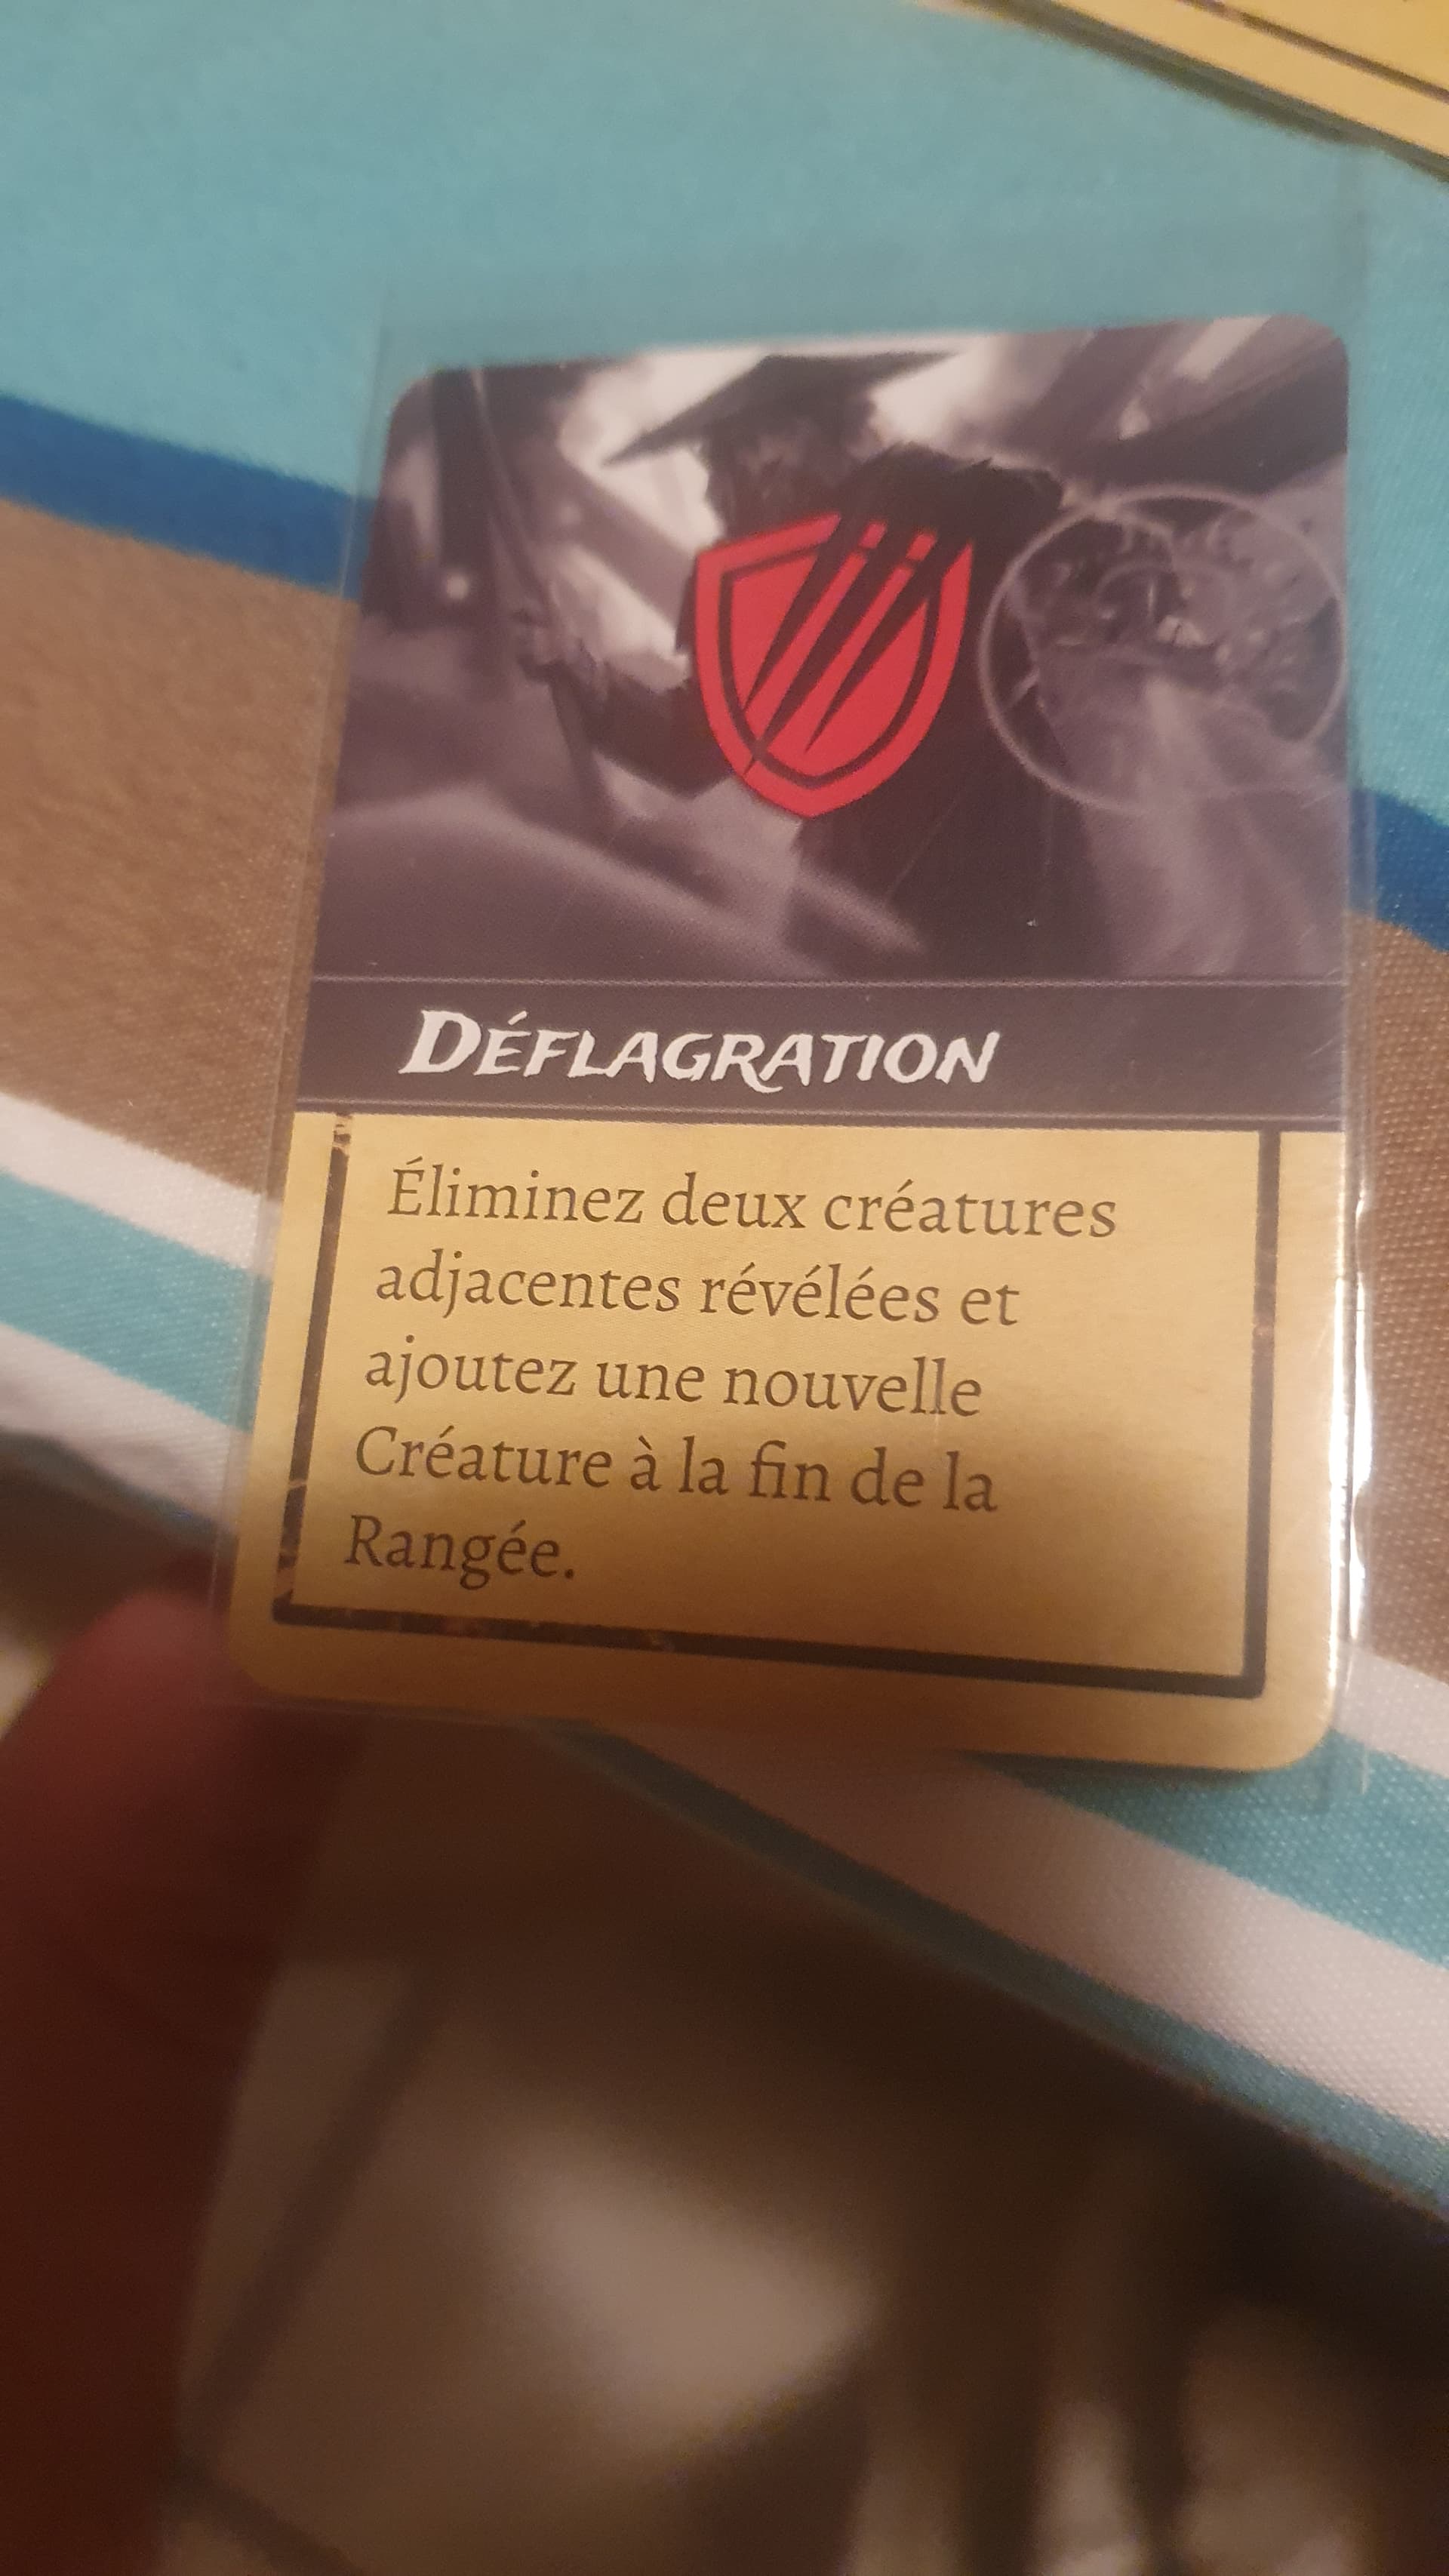 DÉFLAGRATION
Éliminez deux créatures
adjacentes révélées et
ajoutez une nouvelle
Créature à la fin de la
Rangée.